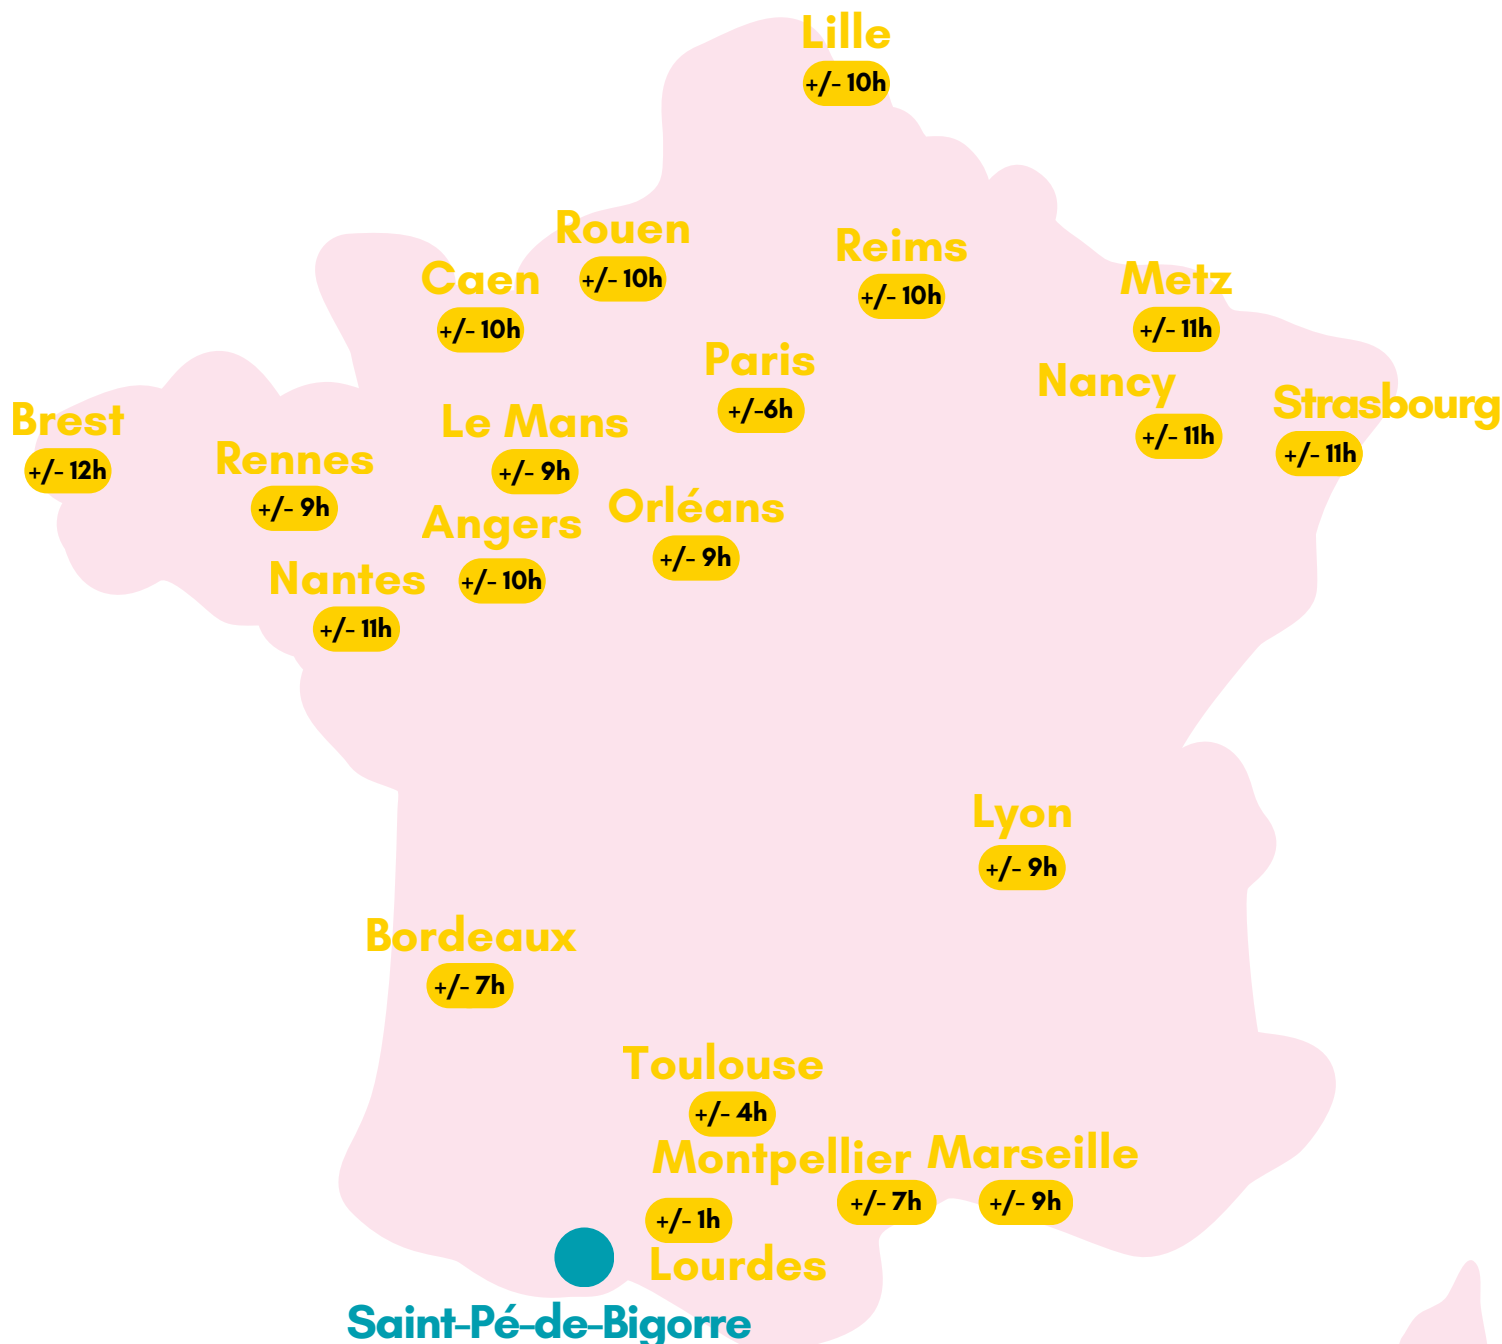 Lille
+/- 10h
Rouen
+/- 10h
Reims
+/- 10h
Caen
+/- 10h
Metz
+/- 11h
Paris
+/-6h
Nancy
+/- 11h
Strasbourg
+/- 11h
Brest
+/- 12h
Le Mans
+/- 9h
Rennes
+/- 9h
Orléans
+/- 9h
Angers
+/- 10h
Nantes
+/- 11h
Lyon
+/- 9h
Bordeaux
+/- 7h
Toulouse
+/- 4h
Montpellier
+/- 7h
Marseille
+/- 9h
+/- 1h
Lourdes
Saint-Pé-de-Bigorre